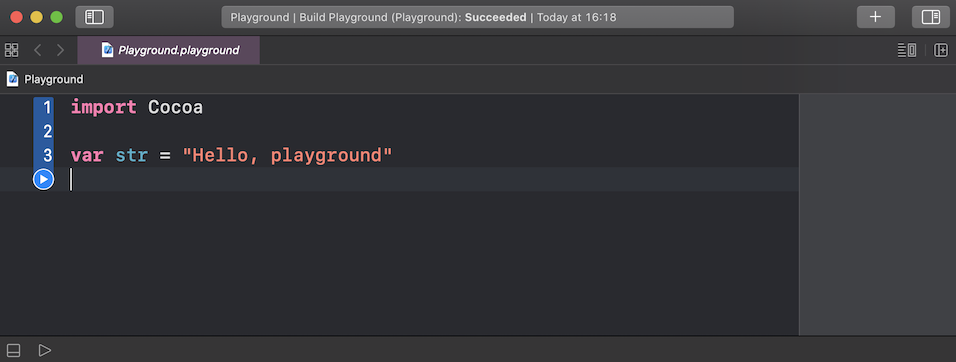 Playground | Build Playground (Playground): Succeeded | Today at 16:18
Playground.playground
Playground
1 import Cocoa
2
3 var str = "Hello, playground"